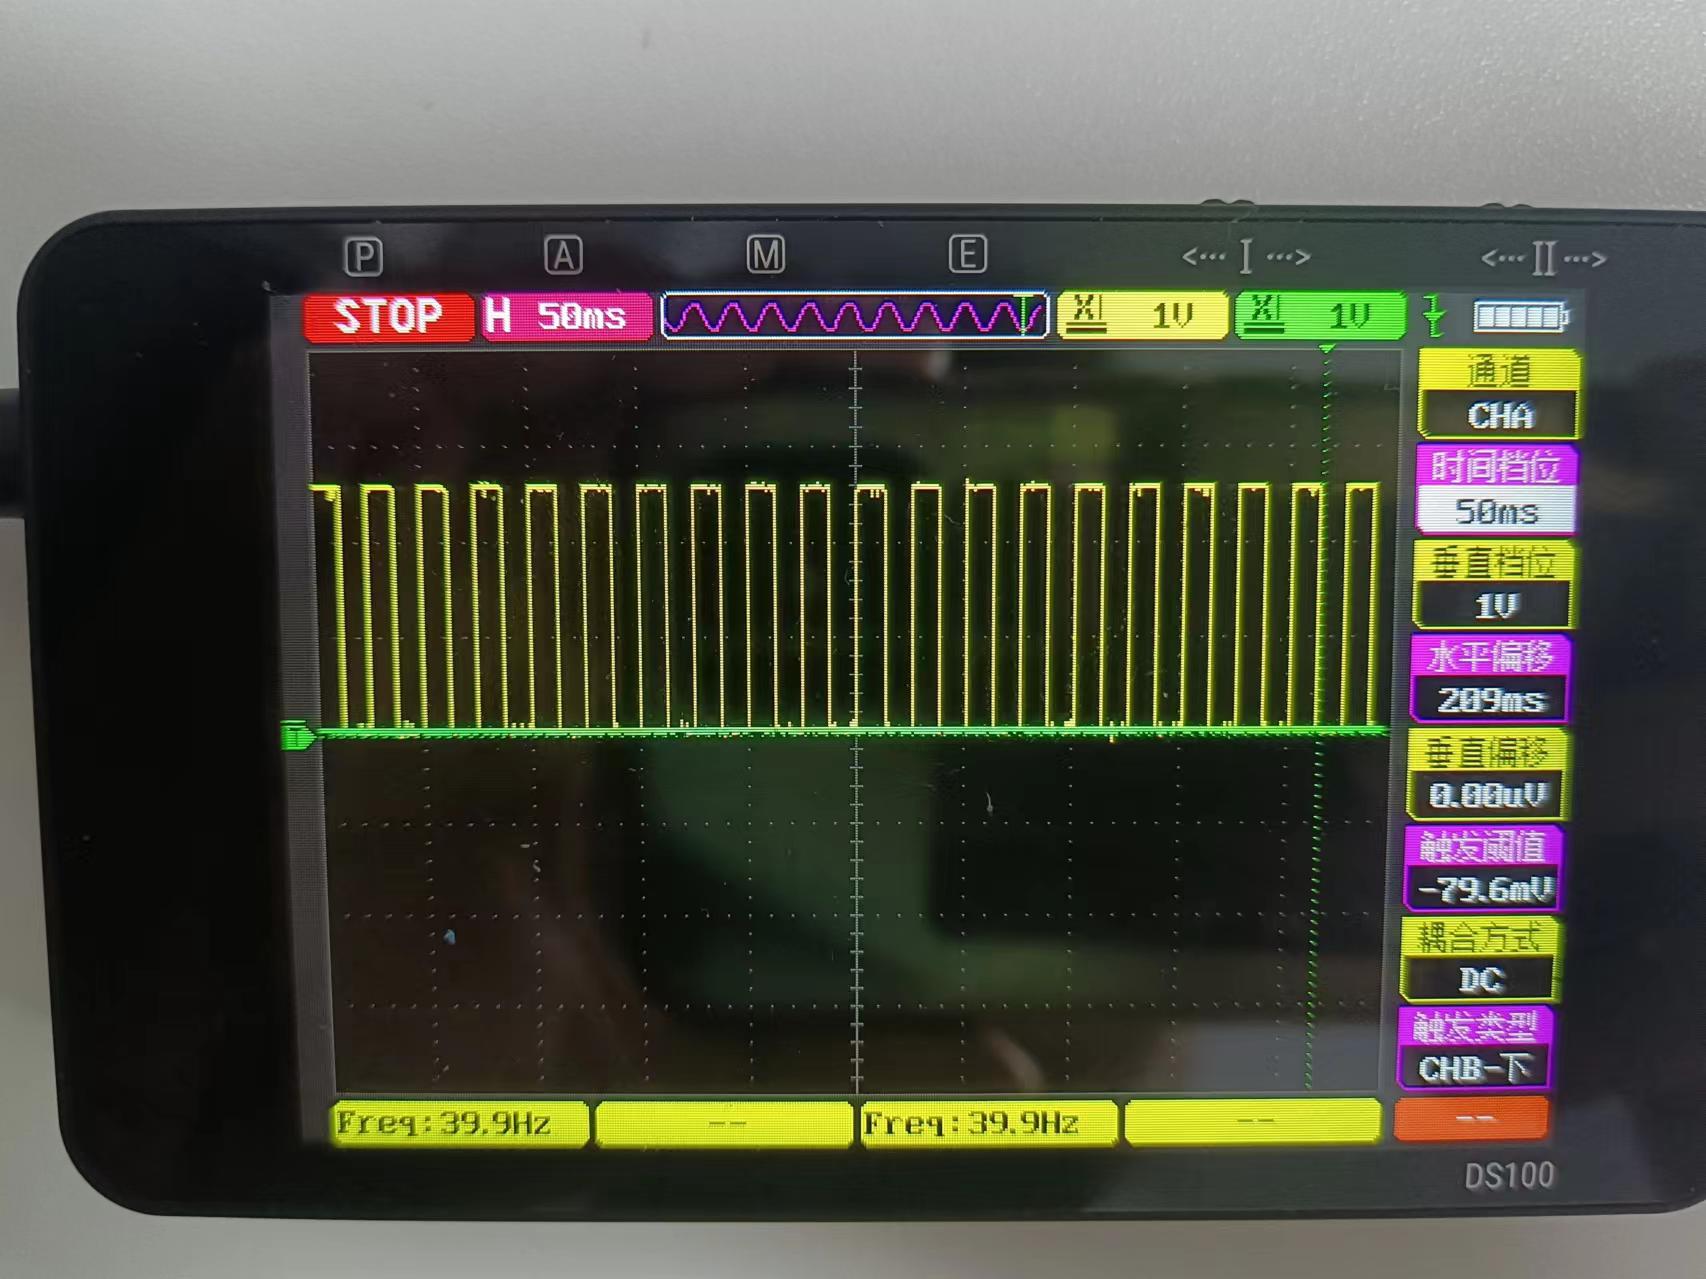 P A M E <··· I ···> <··· II ···>
STOP H 50ms X1 1V X1 1V
通道
CHA
时间档位
50ms
垂直档位
1V
水平偏移
209ms
垂直偏移
0.00uV
触发阈值
-79.6mV
耦合方式
DC
触发类型
CHB-下
Freq:39.9Hz -- Freq:39.9Hz -- --
DS100